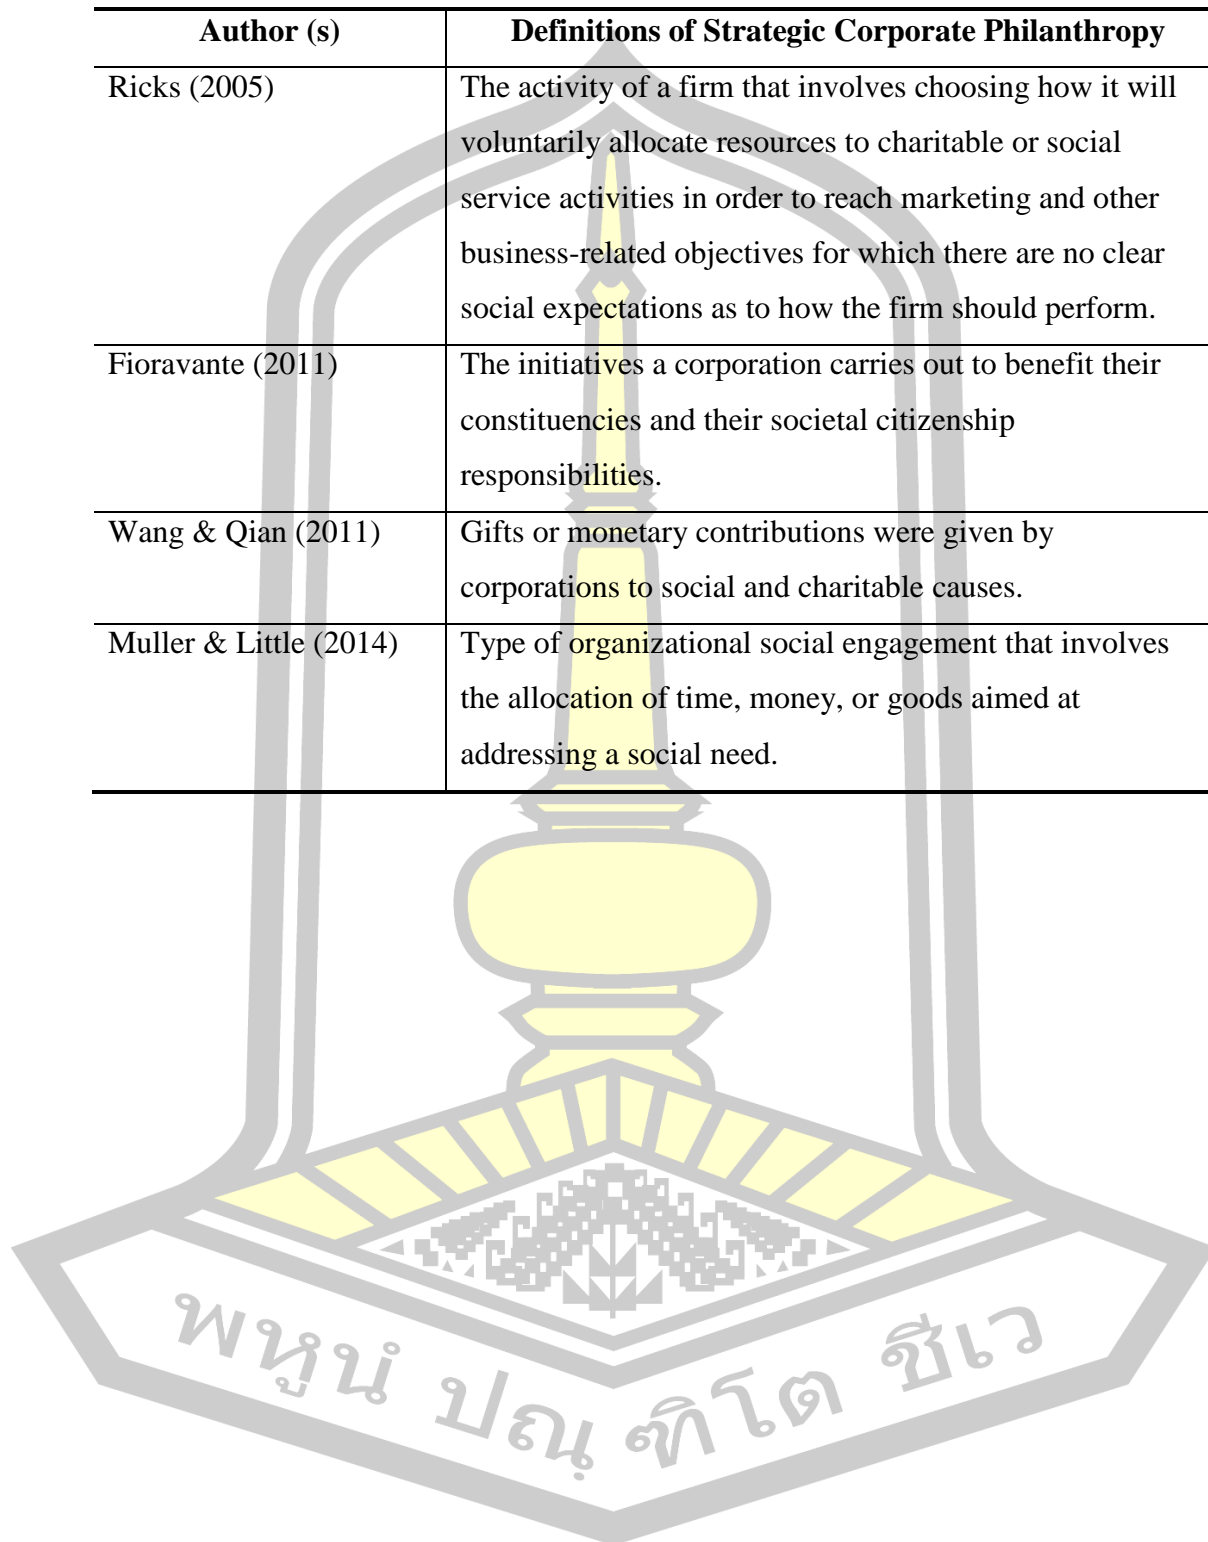 Author (s) Definitions of Strategic Corporate Philanthropy
Ricks (2005) The activity of a firm that involves choosing how it will
voluntarily allocate resources to charitable or social
service activities in order to reach marketing and other
business-related objectives for which there are no clear
social expectations as to how the firm should perform.
Fioravante (2011) The initiatives a corporation carries out to benefit their
constituencies and their societal citizenship
responsibilities.
Wang & Qian (2011) Gifts or monetary contributions were given by
corporations to social and charitable causes.
Muller & Little (2014) Type of organizational social engagement that involves
the allocation of time, money, or goods aimed at
addressing a social need.
พหูนํ ปณฺฑิโต ชีเว